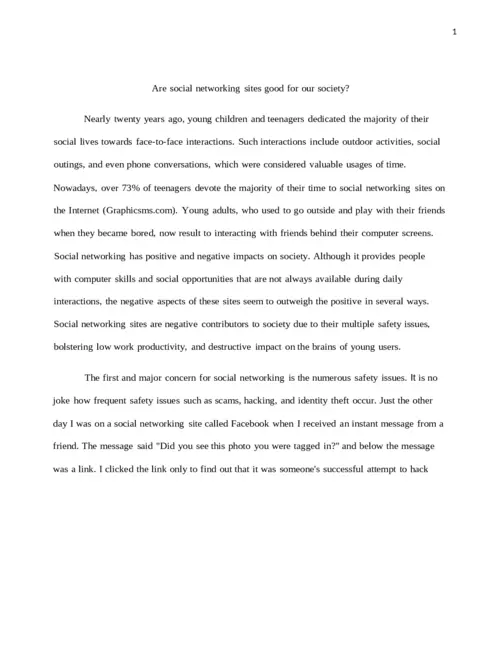 1
Are social networking sites good for our society?
Nearly twenty years ago, young children and teenagers dedicated the majority of their
social lives towards face-to-face interactions. Such interactions include outdoor activities, social
outings, and even phone conversations, which were considered valuable usages of time.
Nowadays, over 73% of teenagers devote the majority of their time to social networking sites on
the Internet (Graphicsms.com). Young adults, who used to go outside and play with their friends
when they became bored, now result to interacting with friends behind their computer screens.
Social networking has positive and negative impacts on society. Although it provides people
with computer skills and social opportunities that are not always available during daily
interactions, the negative aspects of these sites seem to outweigh the positive in several ways.
Social networking sites are negative contributors to society due to their multiple safety issues,
bolstering low work productivity, and destructive impact on the brains of young users.
The first and major concern for social networking is the numerous safety issues. It is no
joke how frequent safety issues such as scams, hacking, and identity theft occur. Just the other
day I was on a social networking site called Facebook when I received an instant message from a
friend. The message said "Did you see this photo you were tagged in?" and below the message
was a link. I clicked the link only to find out that it was someone's successful attempt to hack